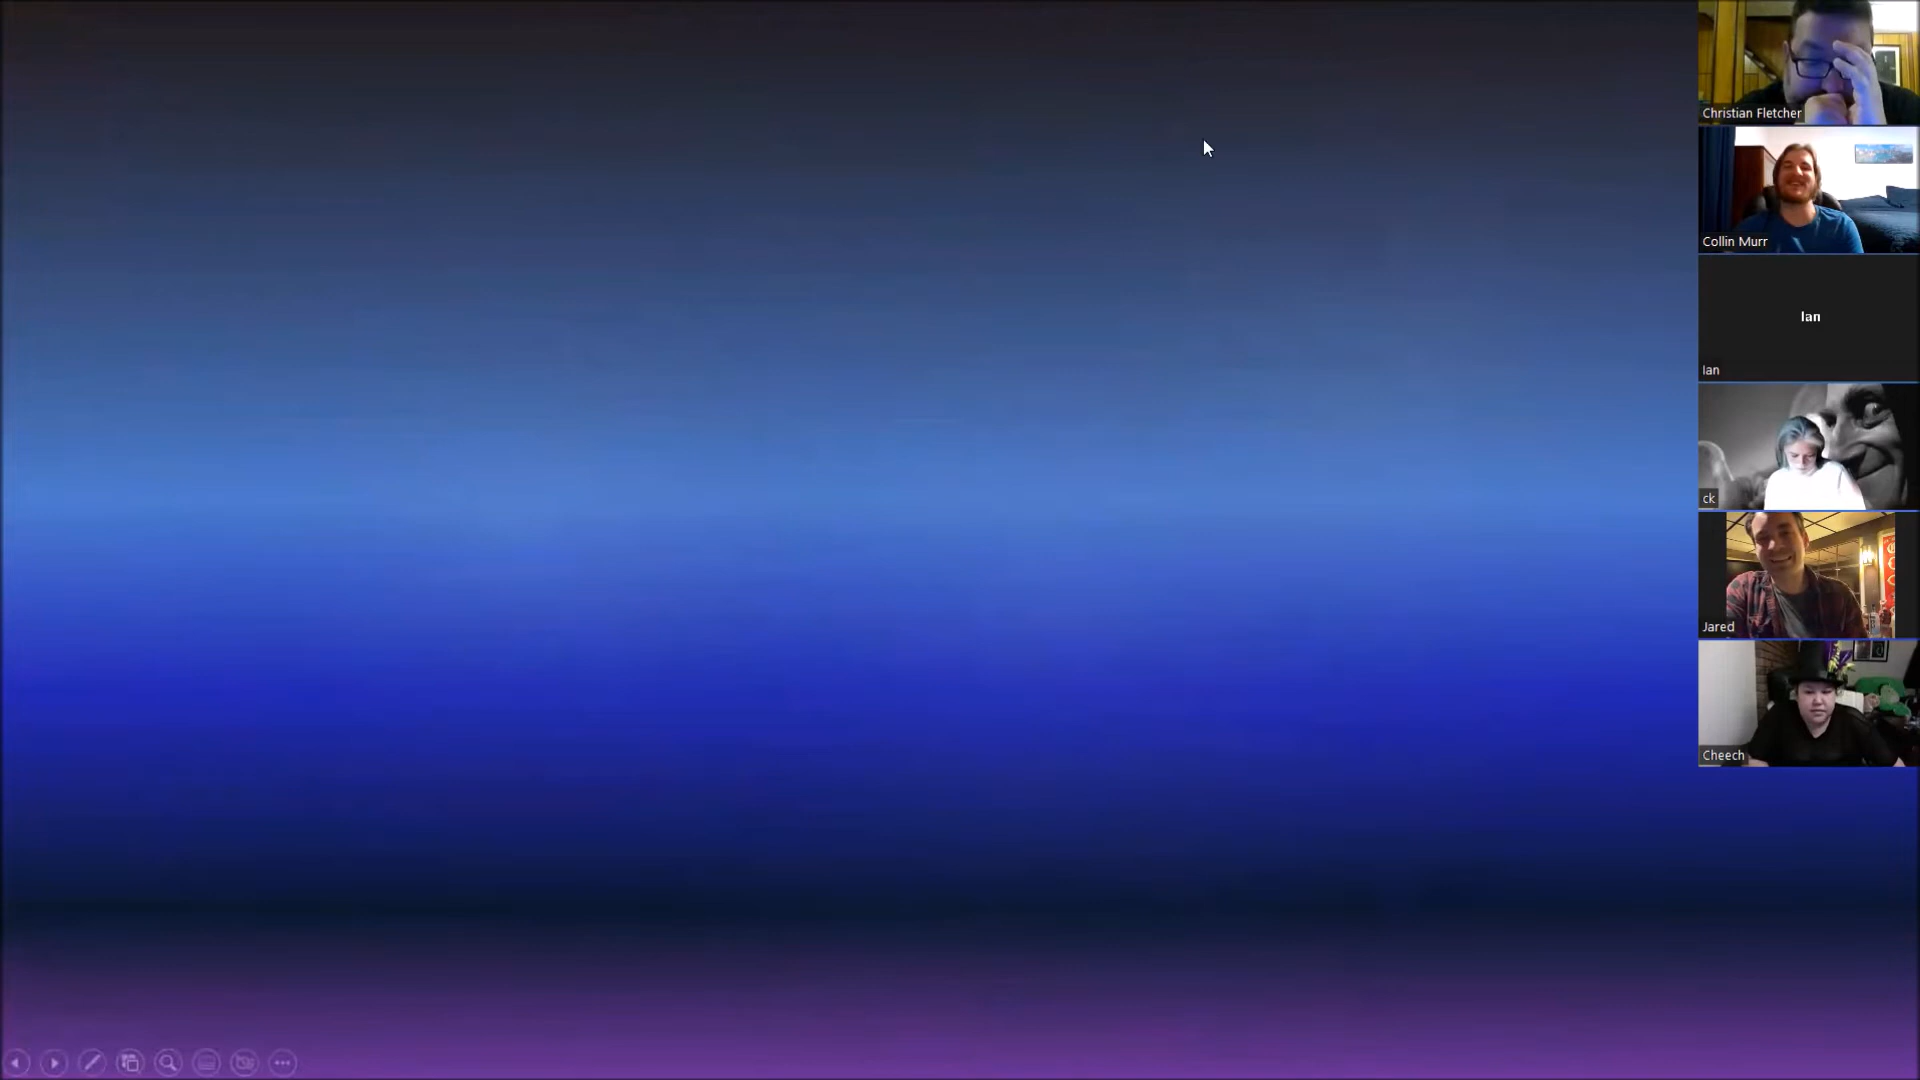 Christian Fletcher
Collin Murr
Ian
Ian
ck
Jared
Cheech